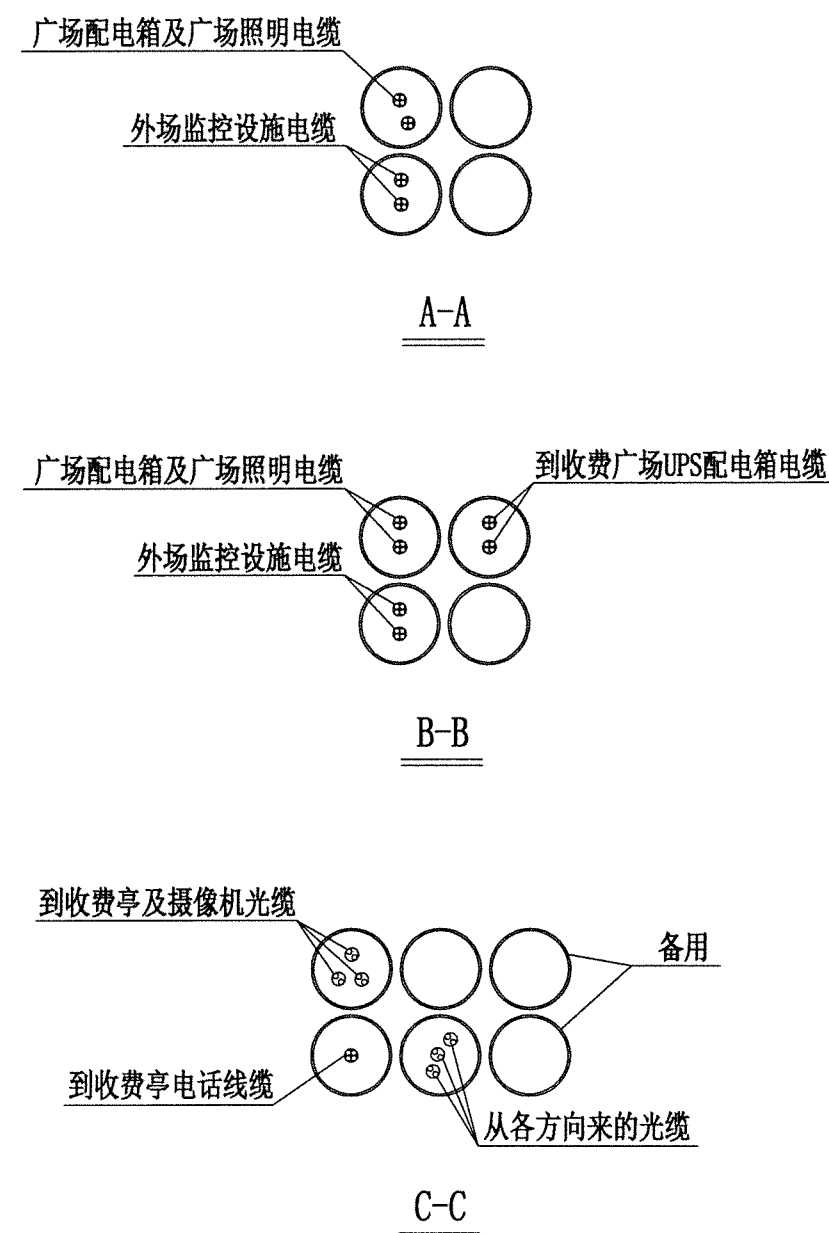 广场配电箱及广场照明电缆
外场监控设施电缆
A-A
广场配电箱及广场照明电缆
到收费广场UPS配电箱电缆
外场监控设施电缆
B-B
到收费亭及摄像机光缆
备用
到收费亭电话线缆
从各方向来的光缆
C-C